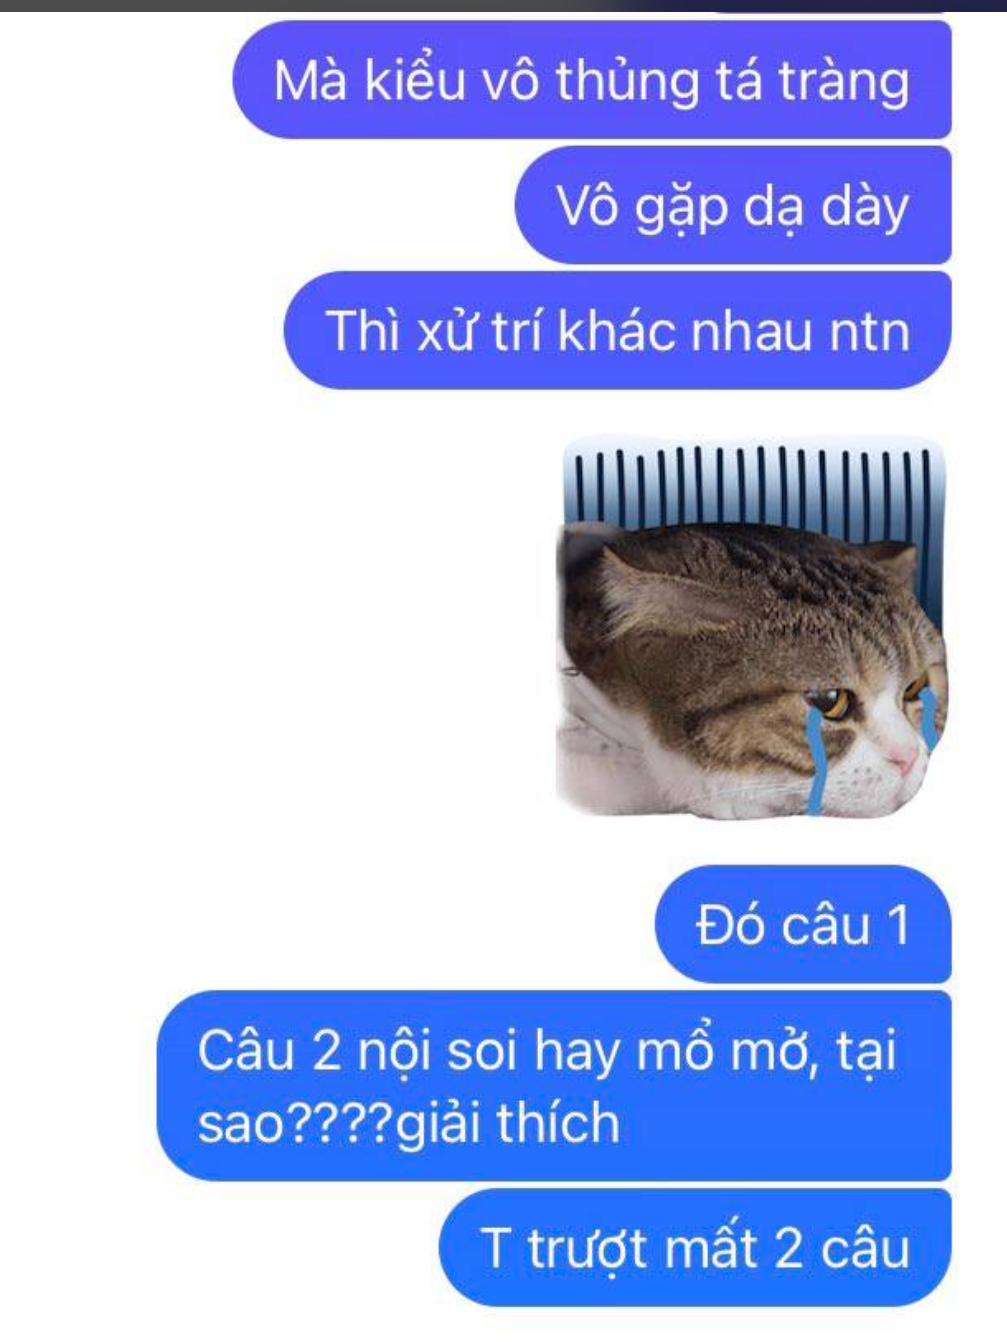 Mà kiểu vô thủng tá tràng
Vô gặp dạ dày
Thì xử trí khác nhau ntn
Đó câu 1
Câu 2 nội soi hay mổ mở, tại
sao????giải thích
T trượt mất 2 câu